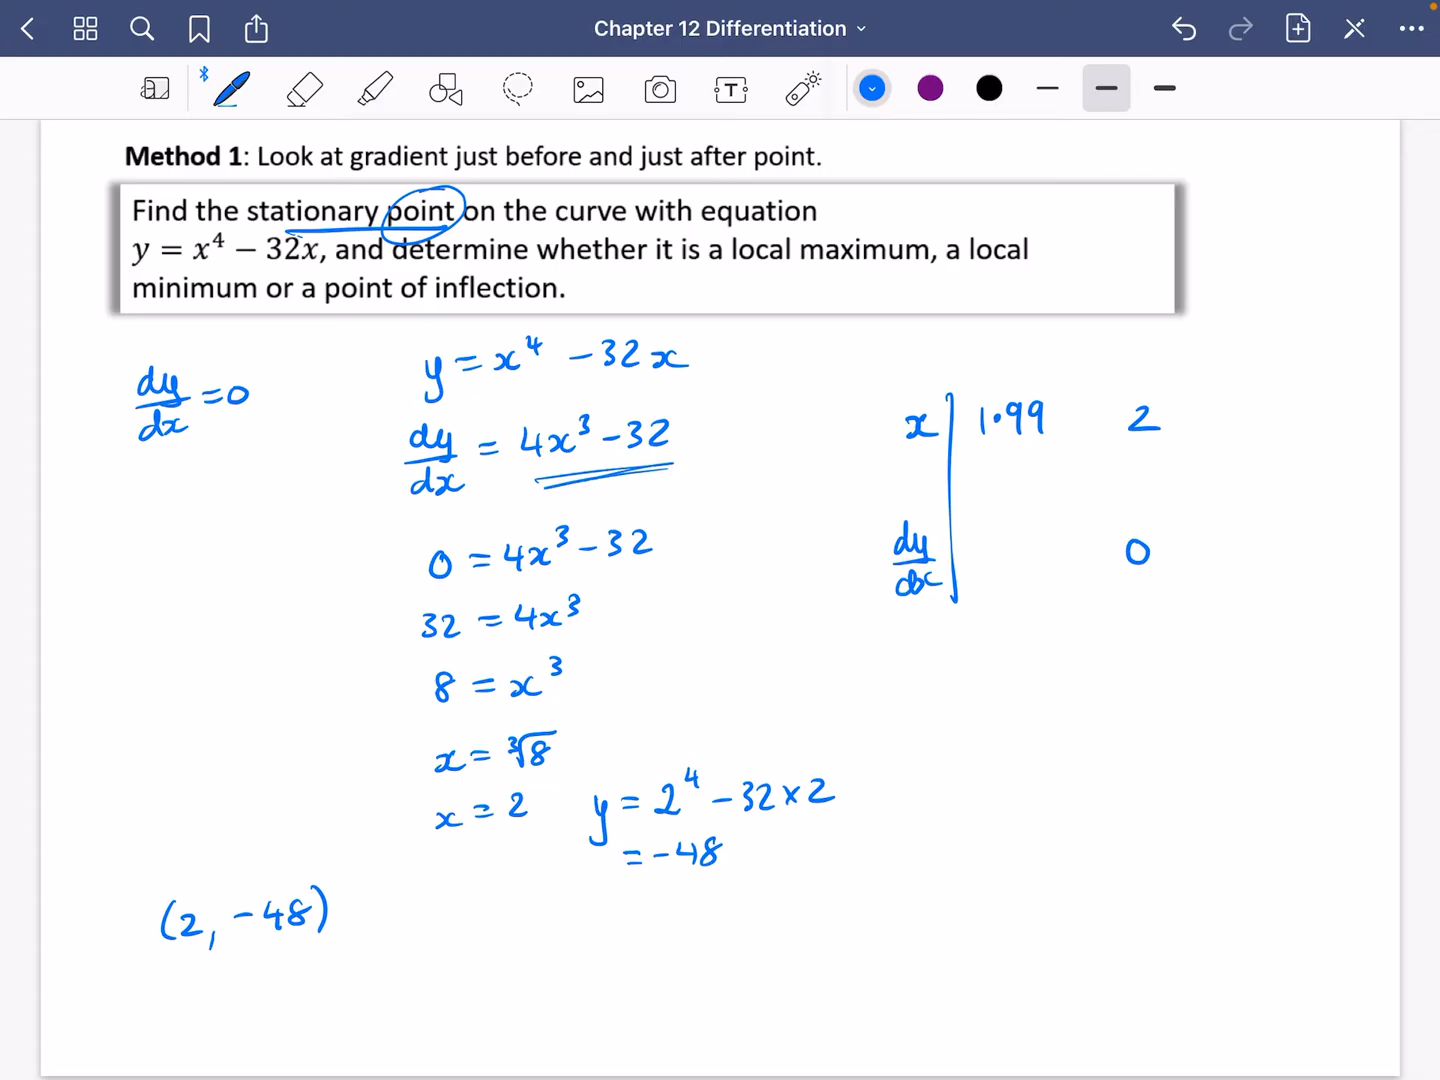 Chapter 12 Differentiation
Method 1: Look at gradient just before and just after point.
Find the stationary point on the curve with equation
y = x⁴ − 32x, and determine whether it is a local maximum, a local
minimum or a point of inflection.
dy/dx = 0
y = x⁴ − 32x
dy/dx = 4x³ − 32
0 = 4x³ − 32
32 = 4x³
8 = x³
x = ³√8
x = 2
y = 2⁴ − 32 × 2
= −48
(2, −48)
x | 1·99 2
dy/dx | 0